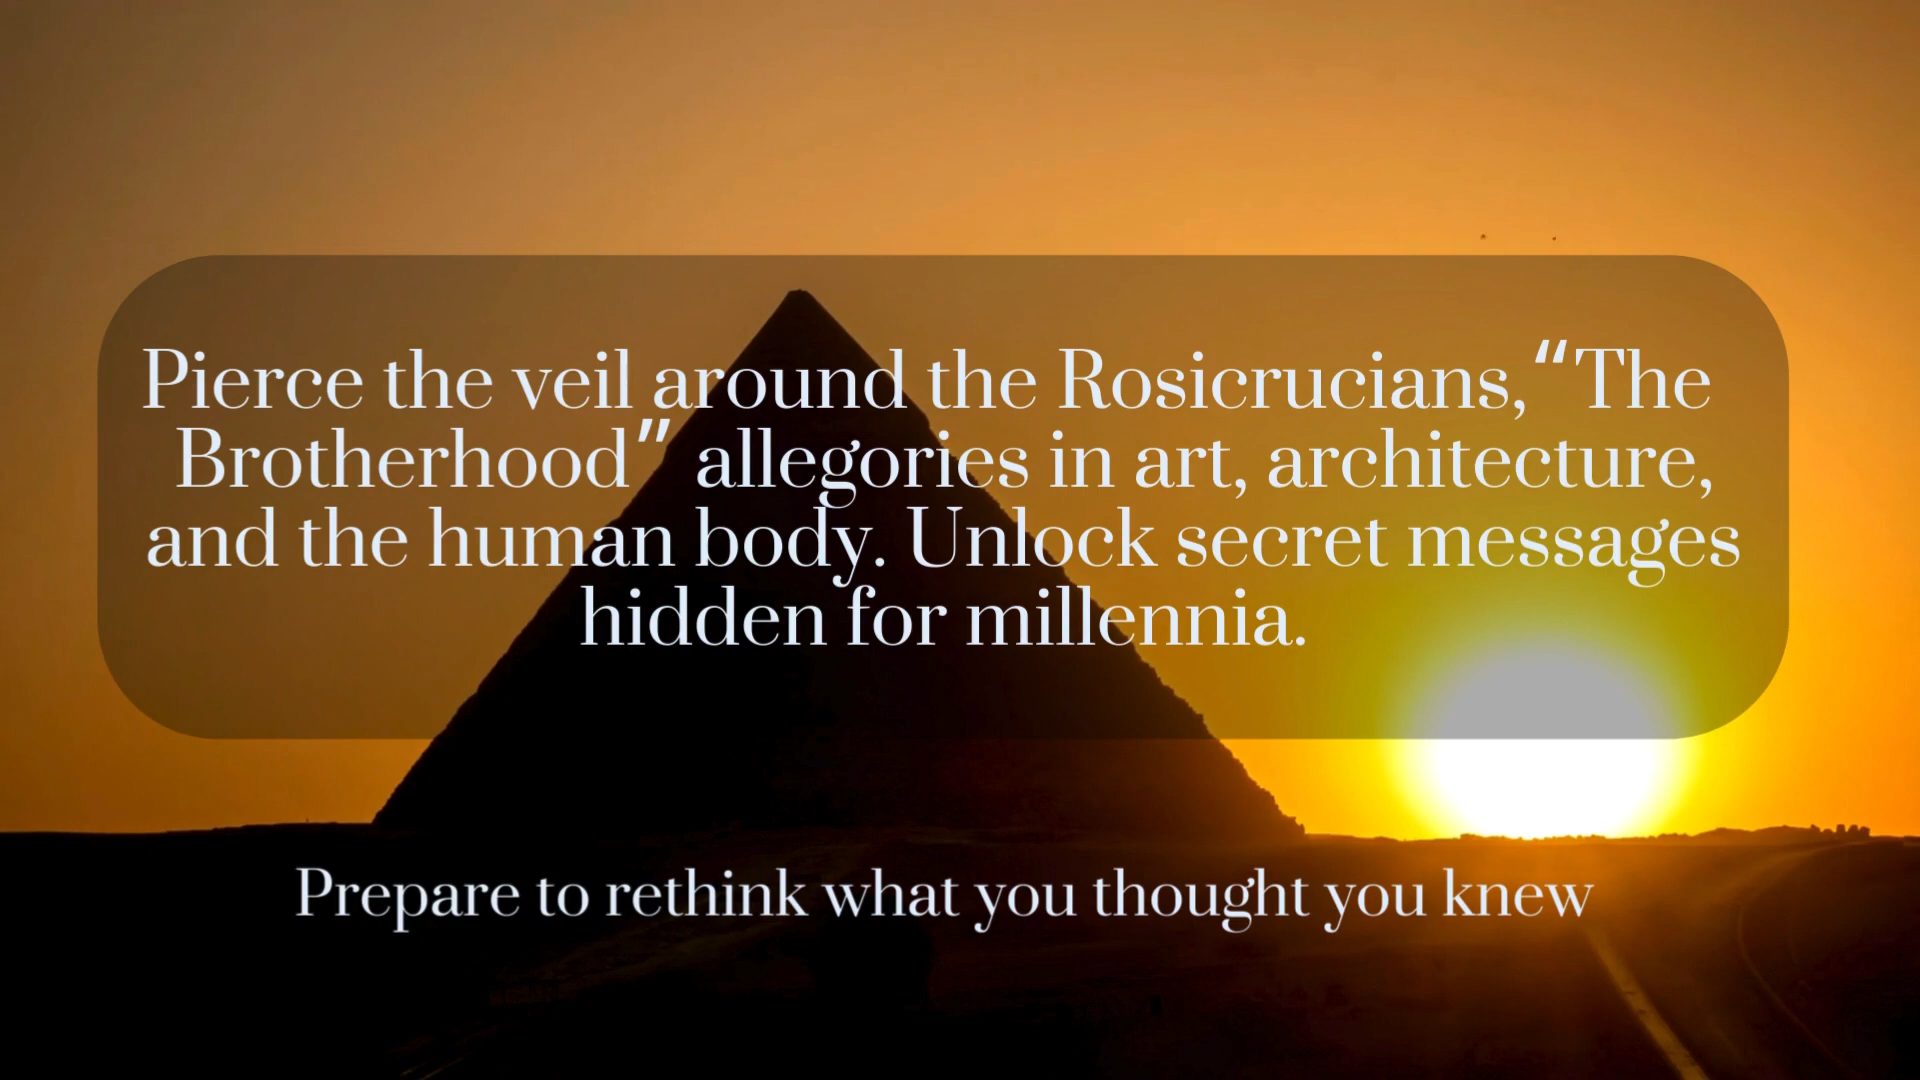 Pierce the veil around the Rosicrucians, “The
Brotherhood” allegories in art, architecture,
and the human body. Unlock secret messages
hidden for millennia.
Prepare to rethink what you thought you knew